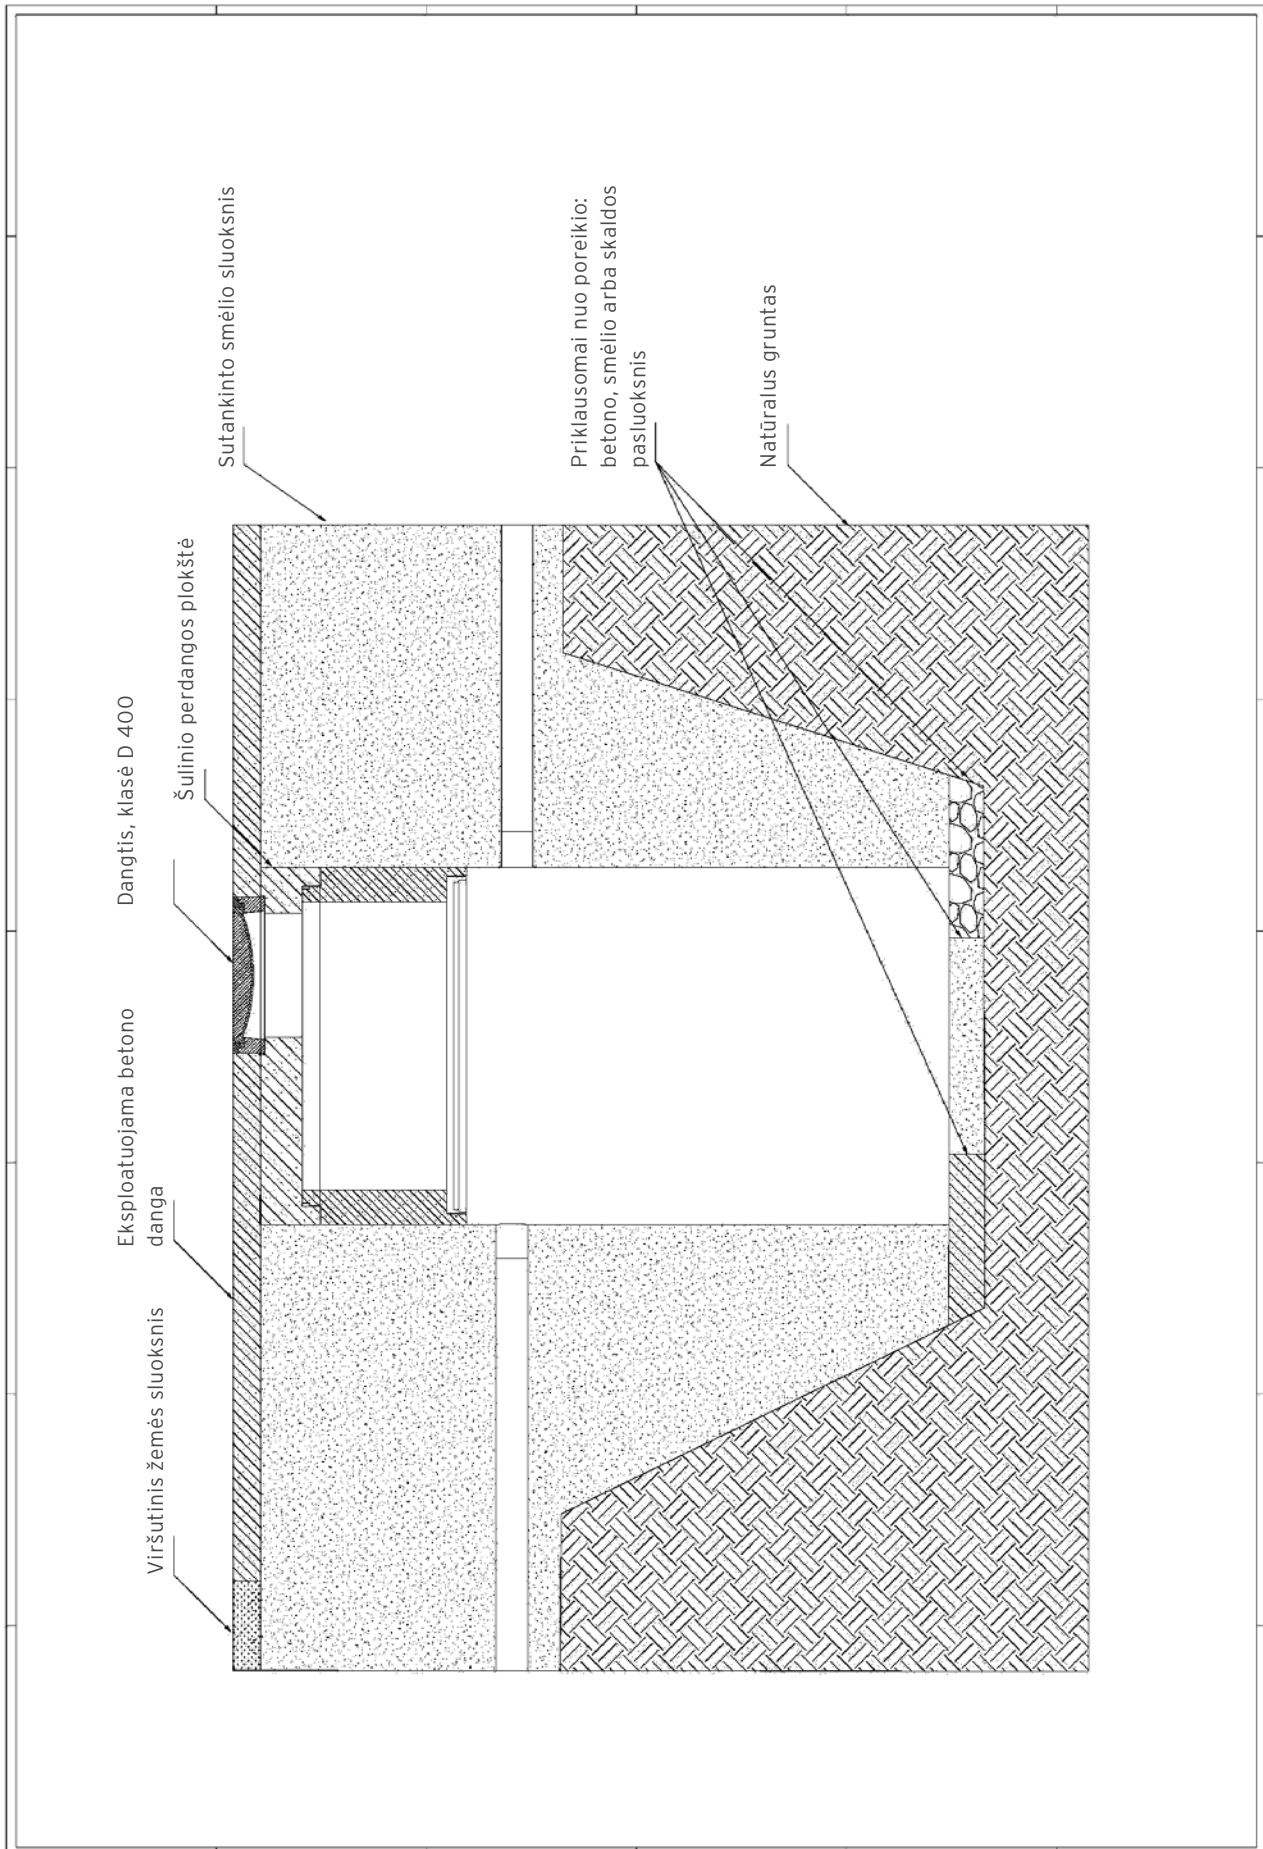 Viršutinis žemės sluoksnis
Eksploatuojama betono
danga
Dangtis, klasė D 400
Šulinio perdangos plokštė
Sutankinto smėlio sluoksnis
Priklausomai nuo poreikio:
betono, smėlio arba skaldos
pasluoksnis
Natūralus gruntas